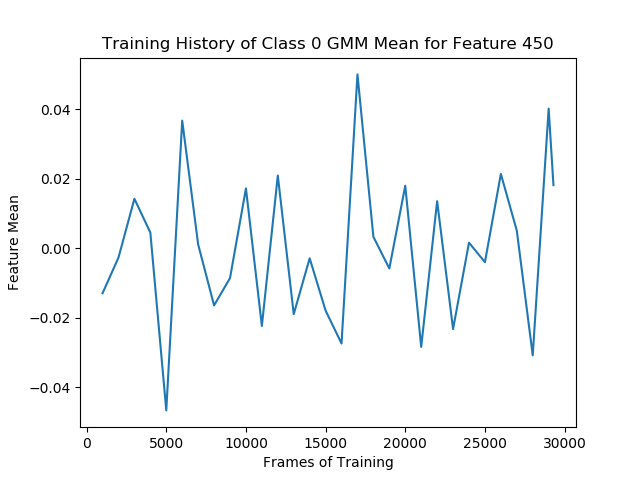 Training History of Class 0 GMM Mean for Feature 450
0.04
0.02
0.00
−0.02
−0.04
Feature Mean
0 5000 10000 15000 20000 25000 30000
Frames of Training